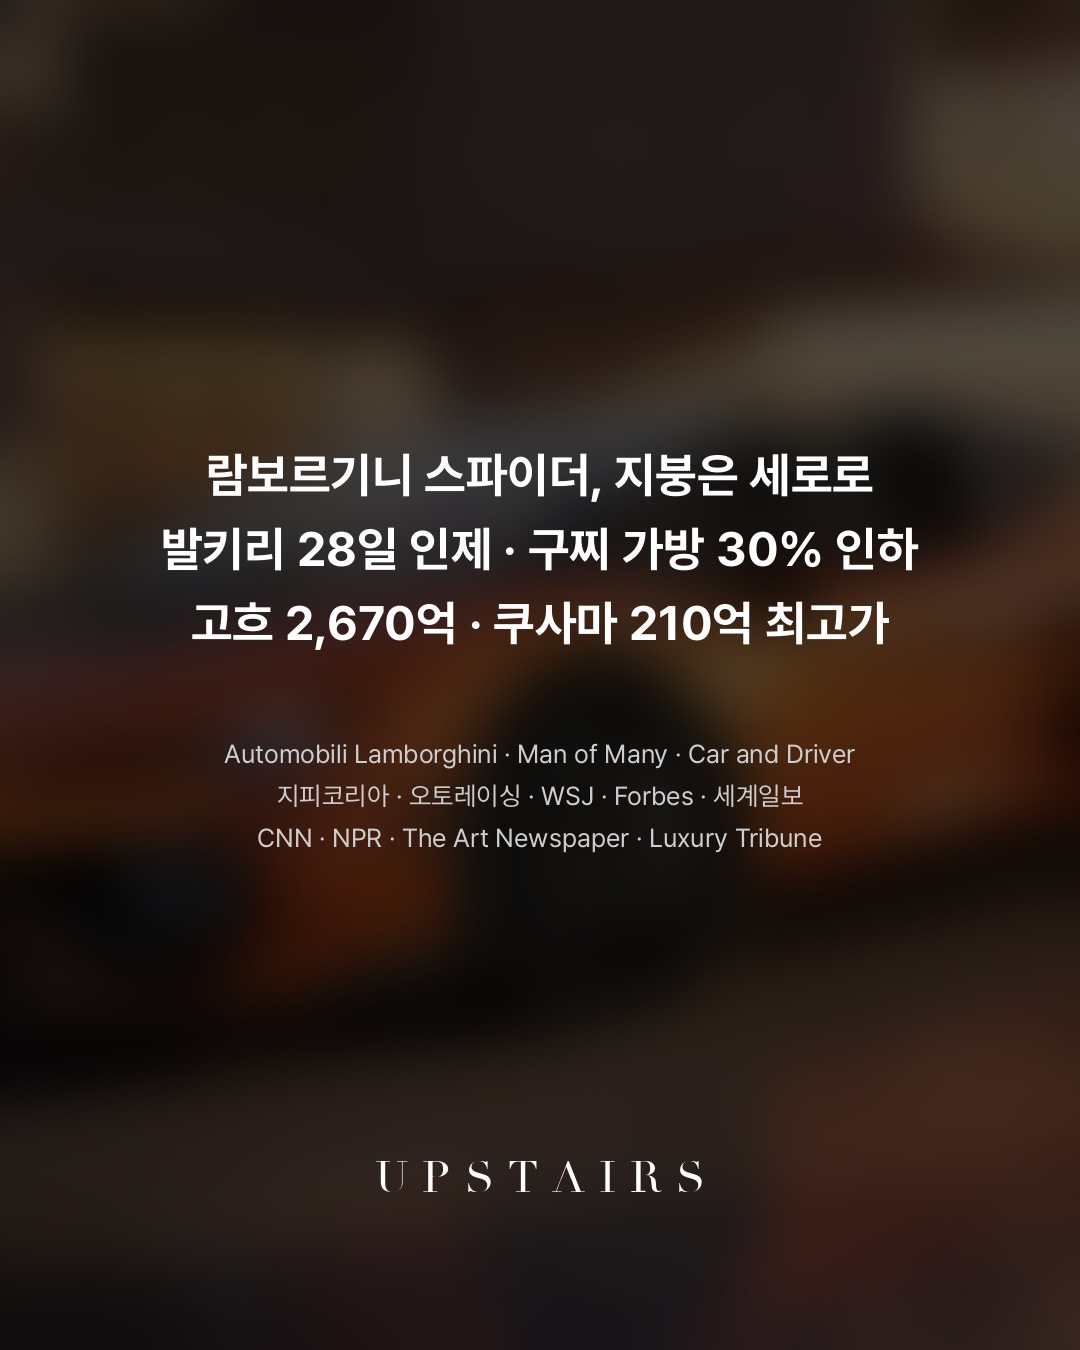 람보르기니 스파이더, 지붕은 세로로
발키리 28일 인제 · 구찌 가방 30% 인하
고흐 2,670억 · 쿠사마 210억 최고가
Automobili Lamborghini · Man of Many · Car and Driver
지피코리아 · 오토레이싱 · WSJ · Forbes · 세계일보
CNN · NPR · The Art Newspaper · Luxury Tribune
UPSTAIRS